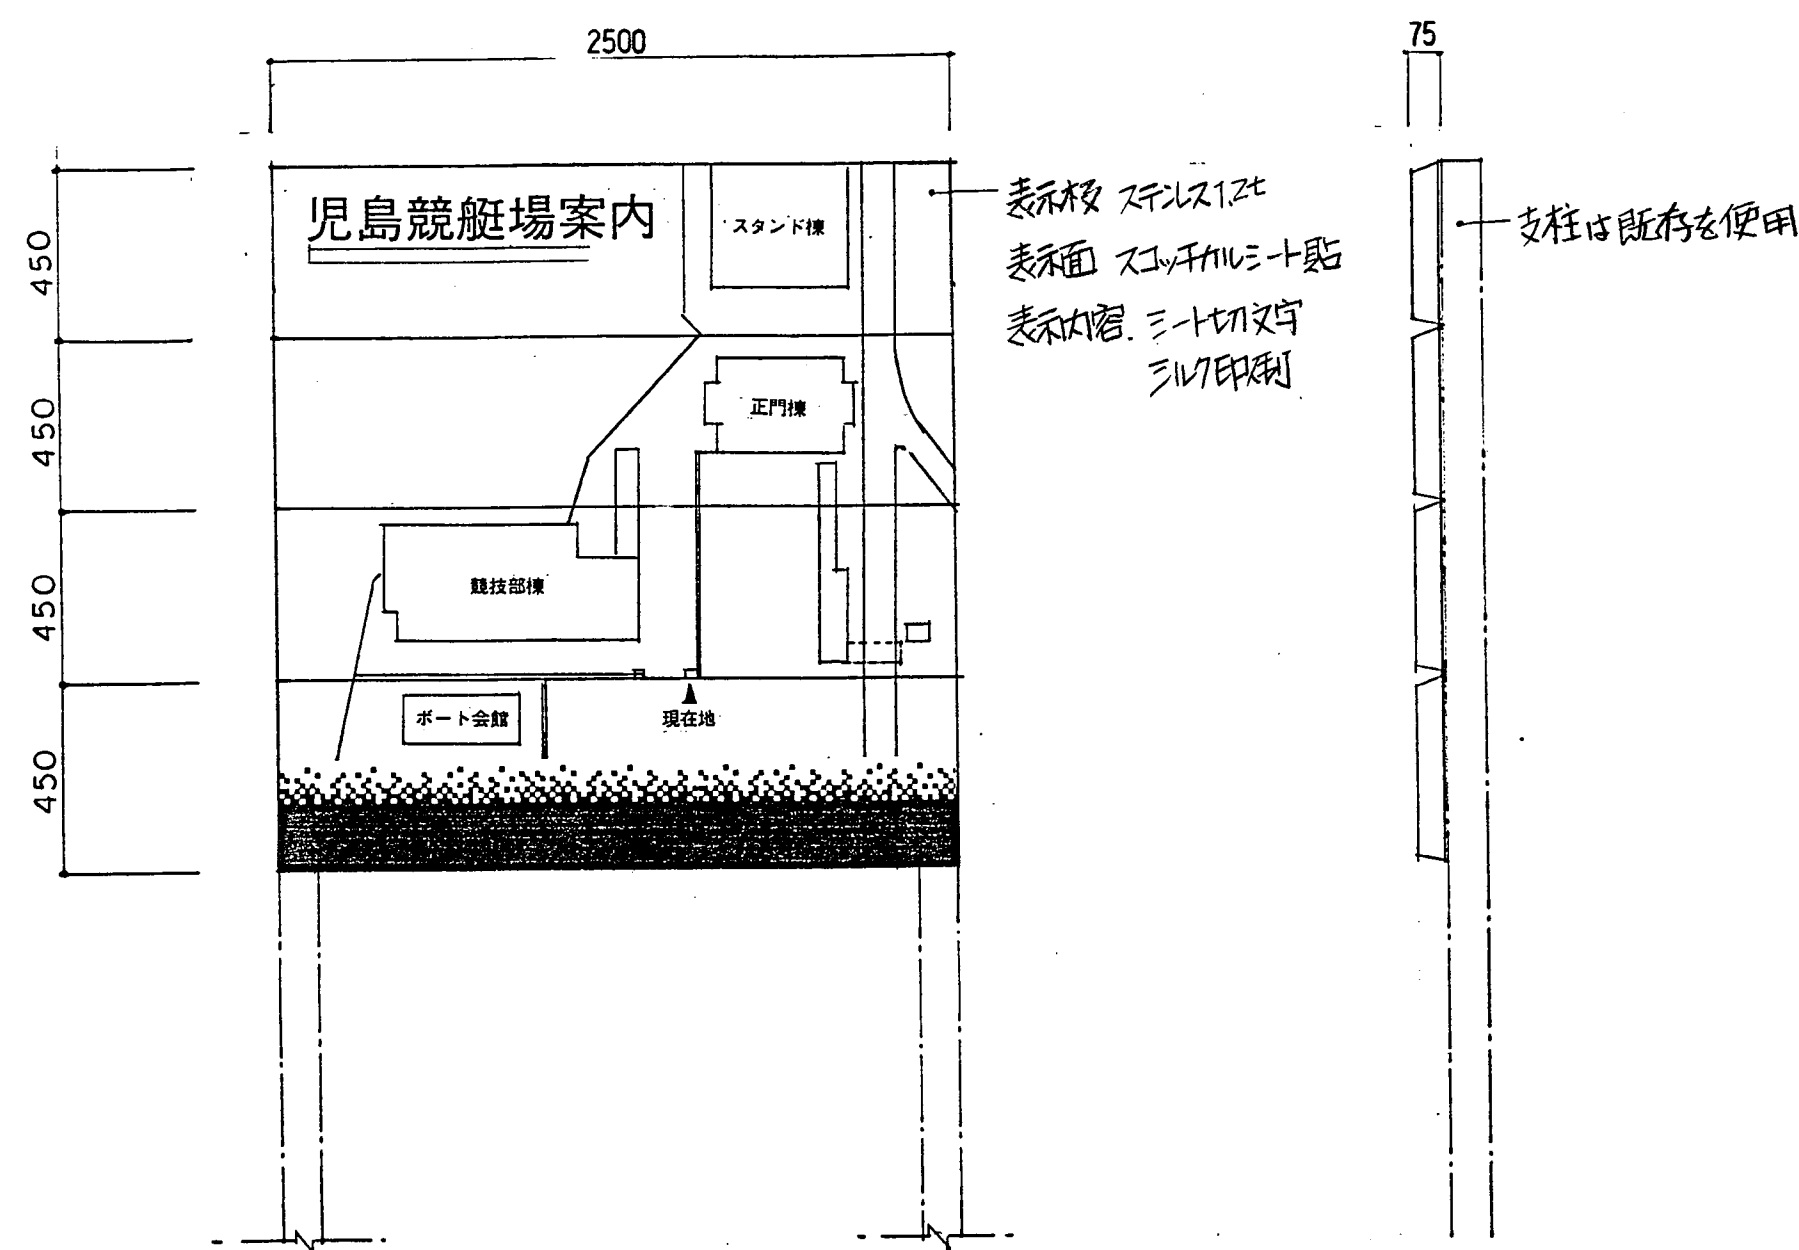 2500
75
児島競艇場案内
スタンド棟
正門棟
競技部棟
ボート会館
現在地
450
450
450
450
表示板 ステンレス1.2t
表示面 スコッチカルシート貼
表示内容. シート切文字
シルク印刷
支柱は既存を使用